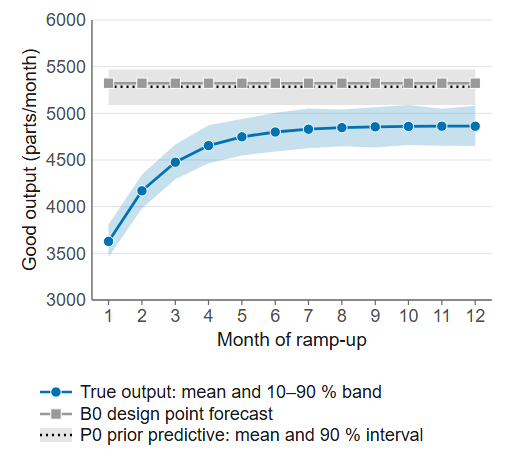 6000
5500
5000
4500
4000
3500
3000
Good output (parts/month)
1 2 3 4 5 6 7 8 9 10 11 12
Month of ramp-up
True output: mean and 10–90 % band
B0 design point forecast
P0 prior predictive: mean and 90 % interval